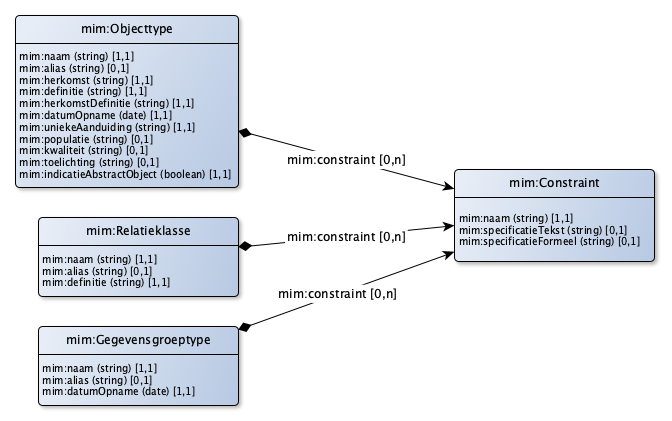 mim:Objecttype
mim:naam (string) [1,1]
mim:alias (string) [0,1]
mim:herkomst (string) [1,1]
mim:definitie (string) [1,1]
mim:herkomstDefinitie (string) [1,1]
mim:datumOpname (date) [1,1]
mim:uniekeAanduiding (string) [1,1]
mim:populatie (string) [0,1]
mim:kwaliteit (string) [0,1]
mim:toelichting (string) [0,1]
mim:indicatieAbstractObject (boolean) [1,1]
mim:constraint [0,n]
mim:Constraint
mim:naam (string) [1,1]
mim:specificatieTekst (string) [0,1]
mim:specificatieFormeel (string) [0,1]
mim:Relatieklasse
mim:naam (string) [1,1]
mim:alias (string) [0,1]
mim:definitie (string) [1,1]
mim:constraint [0,n]
mim:constraint [0,n]
mim:Gegevensgroeptype
mim:naam (string) [1,1]
mim:alias (string) [0,1]
mim:datumOpname (date) [1,1]